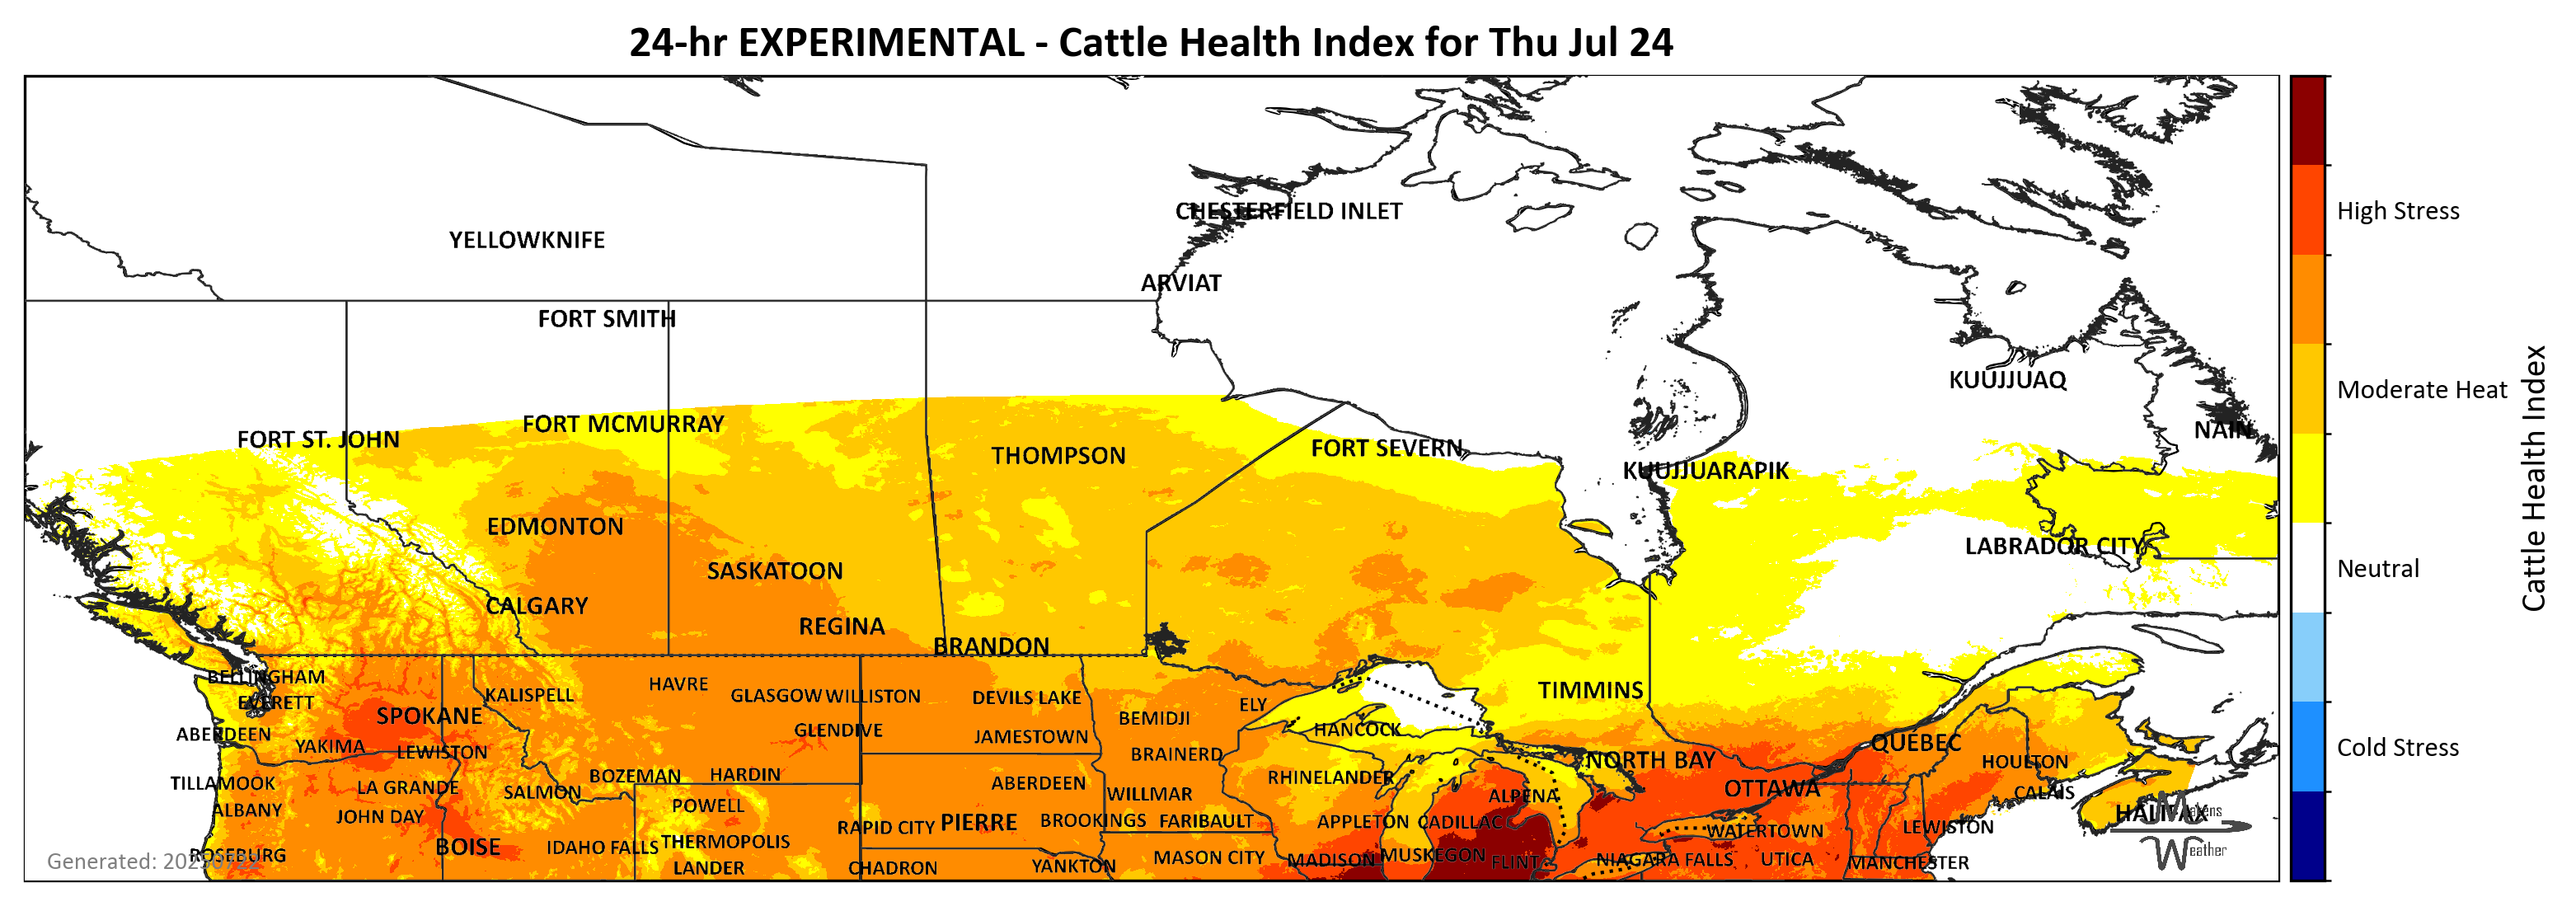 24-hr EXPERIMENTAL - Cattle Health Index for Thu Jul 24
CHESTERFIELD INLET
High Stress
YELLOWKNIFE
ARVIAT
FORT SMITH
KUUJJUAQ
Moderate Heat
FORT MCMURRAY
NAIN
FORT ST. JOHN
FORT SEVERN
THOMPSON
KUUJJUARAPIK
Cattle Health Index
EDMONTON
LABRADOR CITY
SASKATOON
Neutral
CALGARY
REGINA
BRANDON
BELLINGHAM
HAVRE
TIMMINS
KALISPELL
GLASGOW
WILLISTON
DEVILS LAKE
EVERETT
ELY
SPOKANE
BEMIDJI
GLENDIVE
HANCOCK
ABERDEEN
JAMESTOWN
QUEBEC
YAKIMA
LEWISTON
BRAINERD
Cold Stress
NORTH BAY
HOULTON
BOZEMAN
HARDIN
RHINELANDER
TILLAMOOK
LA GRANDE
ABERDEEN
OTTAWA
SALMON
WILLMAR
ALPENA
CALAIS
POWELL
ALBANY
JOHN DAY
HALIFAX
Makens
RAPID CITY
PIERRE
BROOKINGS
FARIBAULT
APPLETON
CADILLAC
LEWISTON
WATERTOWN
THERMOPOLIS
BOISE
IDAHO FALLS
Weather
ROSEBURG
MASON CITY
MADISON
MUSKEGON
FLINT
NIAGARA FALLS
UTICA
MANCHESTER
Generated:
LANDER
CHADRON
YANKTON